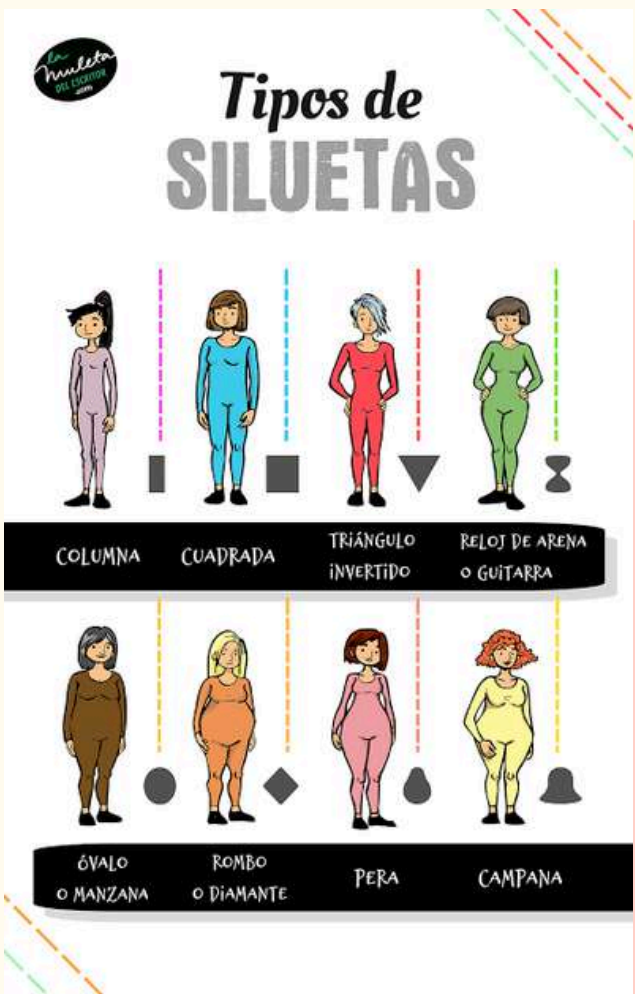 la
muleta
DEL ESCRITOR
.com
Tipos de
SILUETAS
COLUMNA
CUADRADA
TRIÁNGULO
INVERTIDO
RELOJ DE ARENA
O GUITARRA
ÓVALO
O MANZANA
ROMBO
O DIAMANTE
PERA
CAMPANA